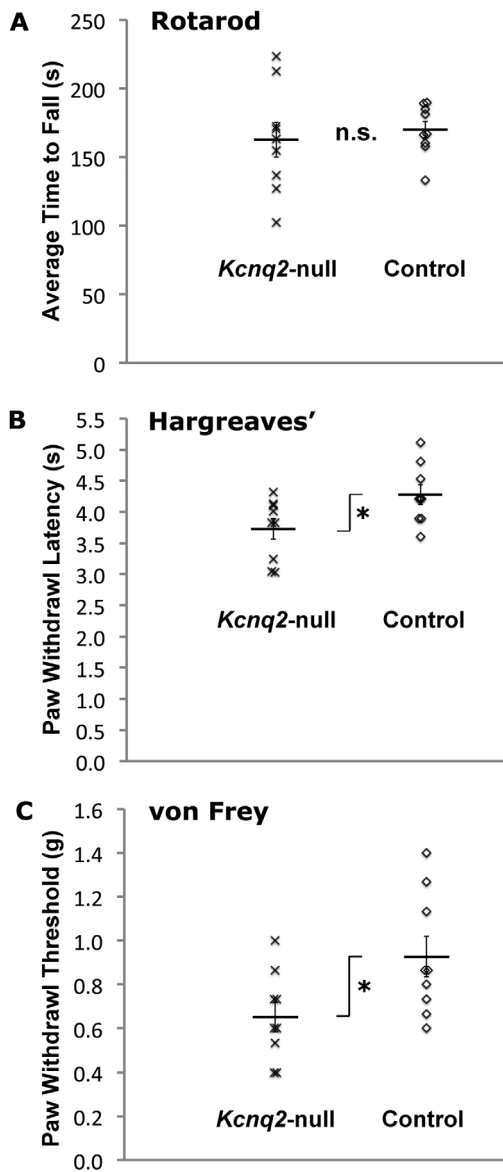 A Rotarod
Average Time to Fall (s)
250
200
150
100
50
0
n.s.
Kcnq2-null Control
B Hargreaves’
Paw Withdrawl Latency (s)
5.5
5.0
4.5
4.0
3.5
3.0
2.5
2.0
1.5
1.0
0.5
0.0
*
Kcnq2-null Control
C von Frey
Paw Withdrawl Threshold (g)
1.6
1.4
1.2
1.0
0.8
0.6
0.4
0.2
0.0
*
Kcnq2-null Control